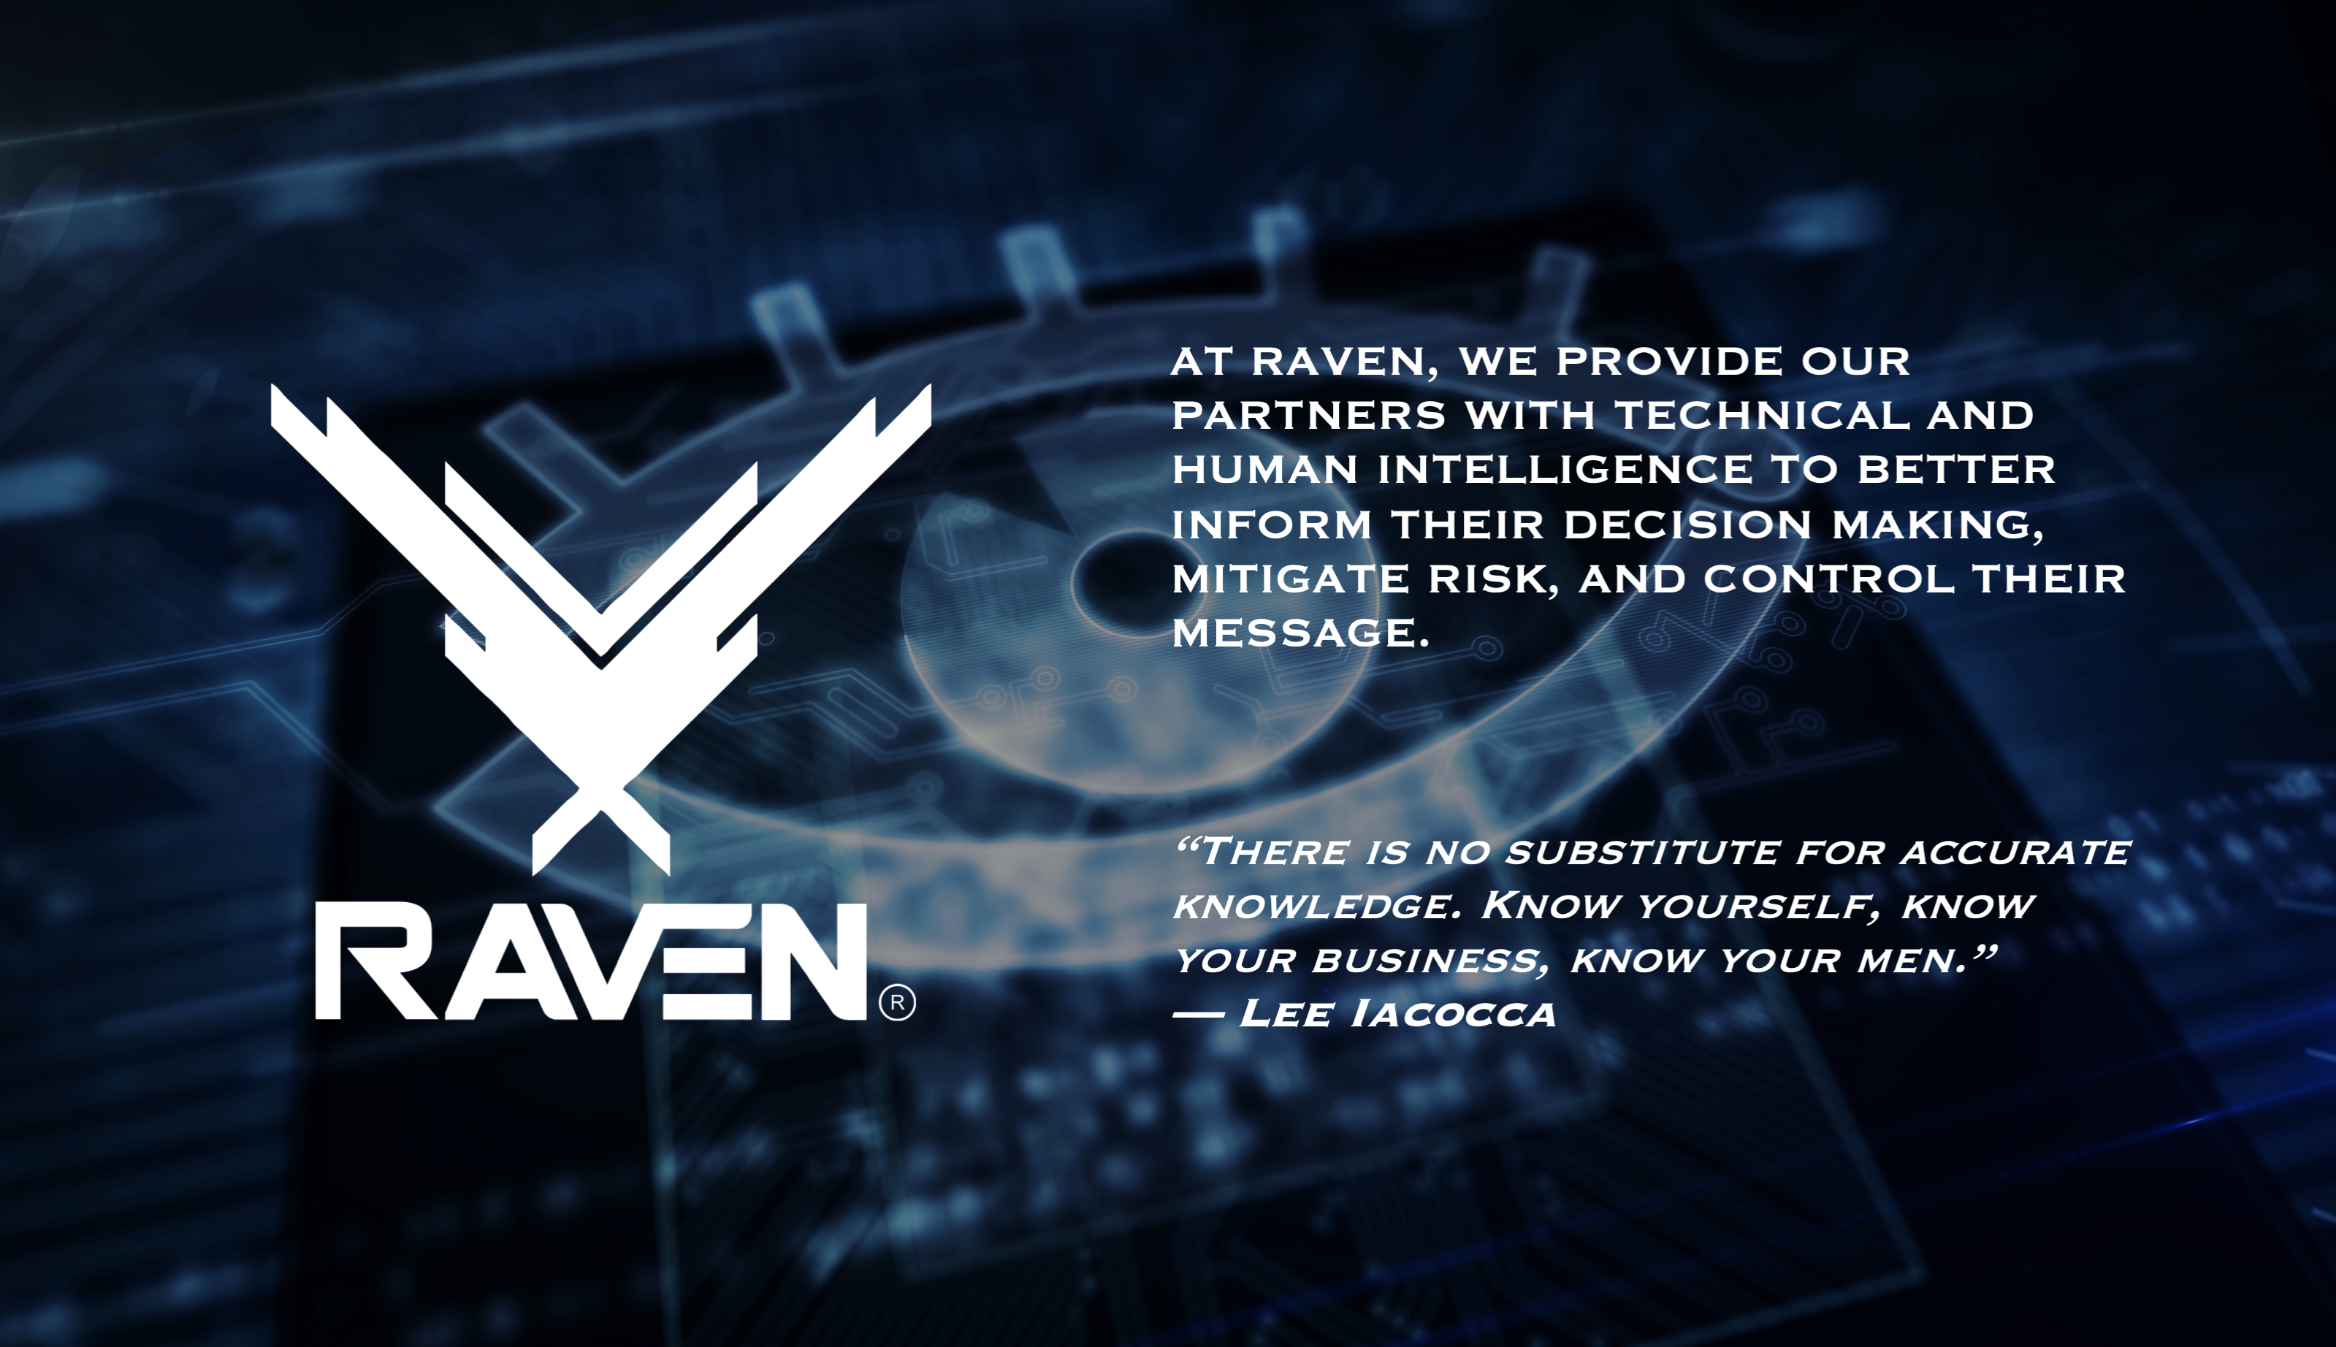 RAVEN®
AT RAVEN, WE PROVIDE OUR
PARTNERS WITH TECHNICAL AND
HUMAN INTELLIGENCE TO BETTER
INFORM THEIR DECISION MAKING,
MITIGATE RISK, AND CONTROL THEIR
MESSAGE.
“There is no substitute for accurate
knowledge. Know yourself, know
your business, know your men.”
— Lee Iacocca